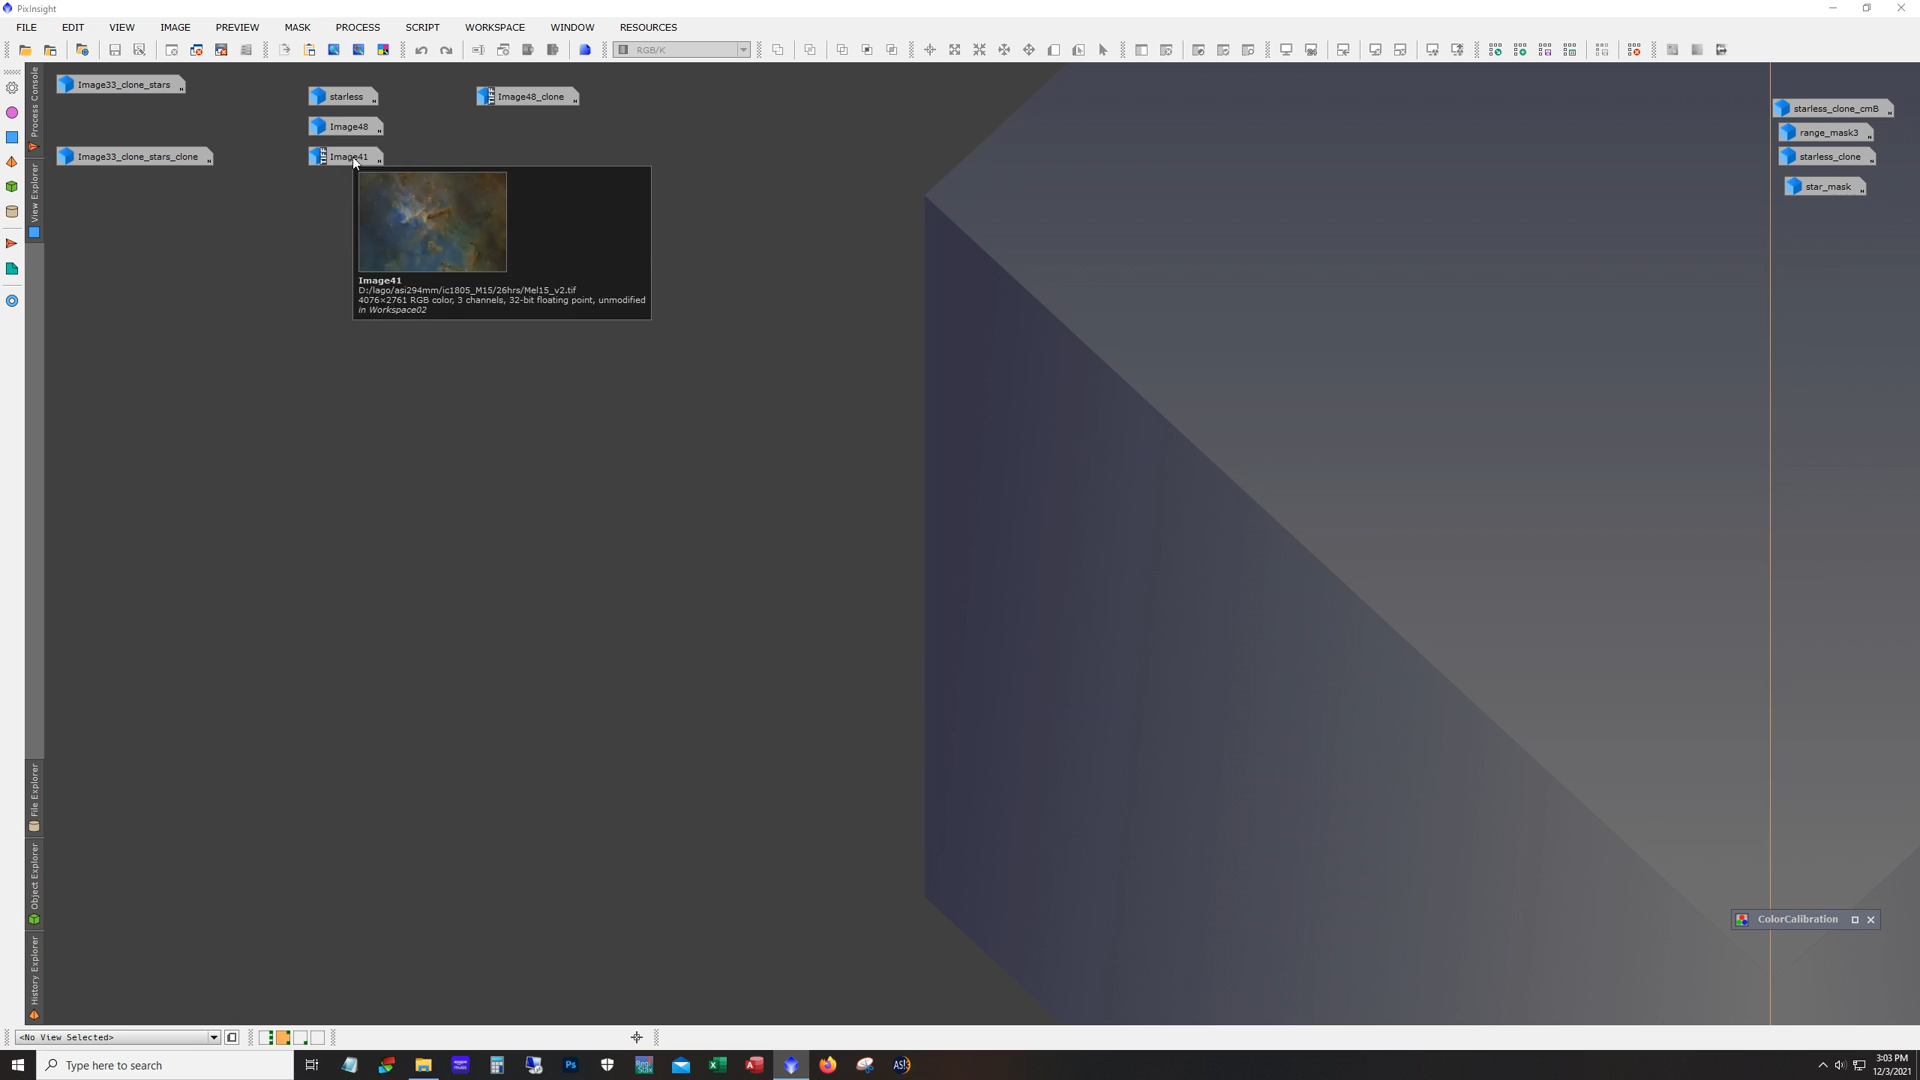 PixInsight
FILE EDIT VIEW IMAGE PREVIEW MASK PROCESS SCRIPT WORKSPACE WINDOW RESOURCES
RGB/K
Process Console
View Explorer
File Explorer
Object Explorer
History Explorer
Image33_clone_stars
starless
TIFF
Image48_clone
Image48
Image33_clone_stars_clone
TIFF
Image41
Image41
D:/lago/asi294mm/ic1805_M15/26hrs/Mel15_v2.tif
4076×2761 RGB color, 3 channels, 32-bit floating point, unmodified
in Workspace02
starless_clone_cmB
range_mask3
starless_clone
star_mask
ColorCalibration
<No View Selected>
Type here to search
Ps
3:03 PM
12/3/2021